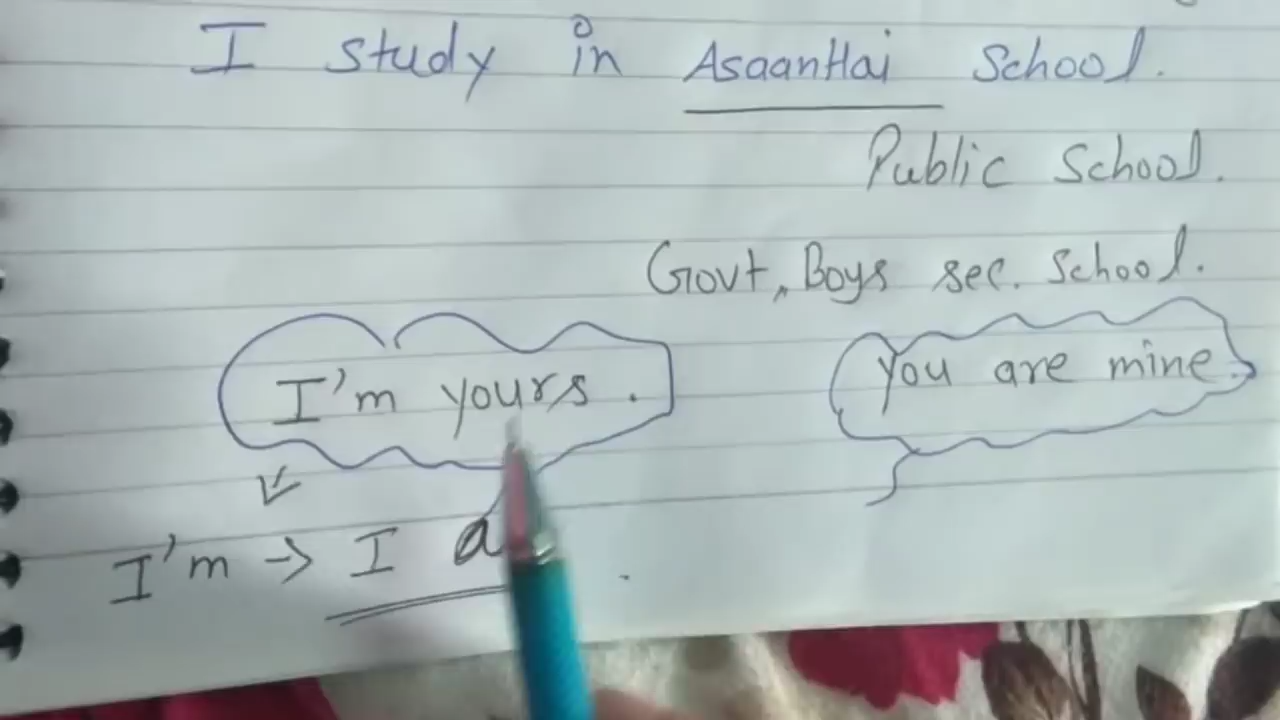 I study in AsaanHai School.
Public School.
Govt. Boys sec. School.
I'm yours.
You are mine.
I'm → I